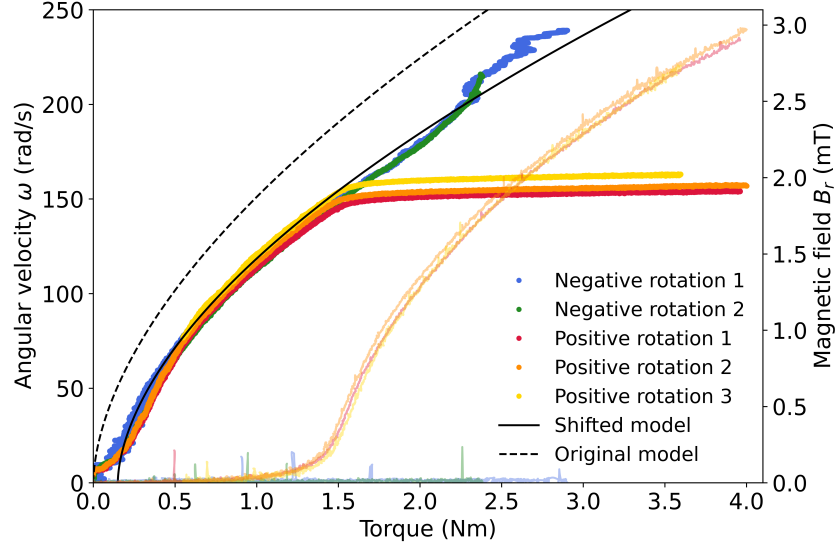 250
200
150
100
50
0
Angular velocity ω (rad/s)
0.0
0.5
1.0
1.5
2.0
2.5
3.0
3.5
4.0
Torque (Nm)
3.0
2.5
2.0
1.5
1.0
0.5
0.0
Magnetic field Bᵣ (mT)
Negative rotation 1
Negative rotation 2
Positive rotation 1
Positive rotation 2
Positive rotation 3
Shifted model
Original model